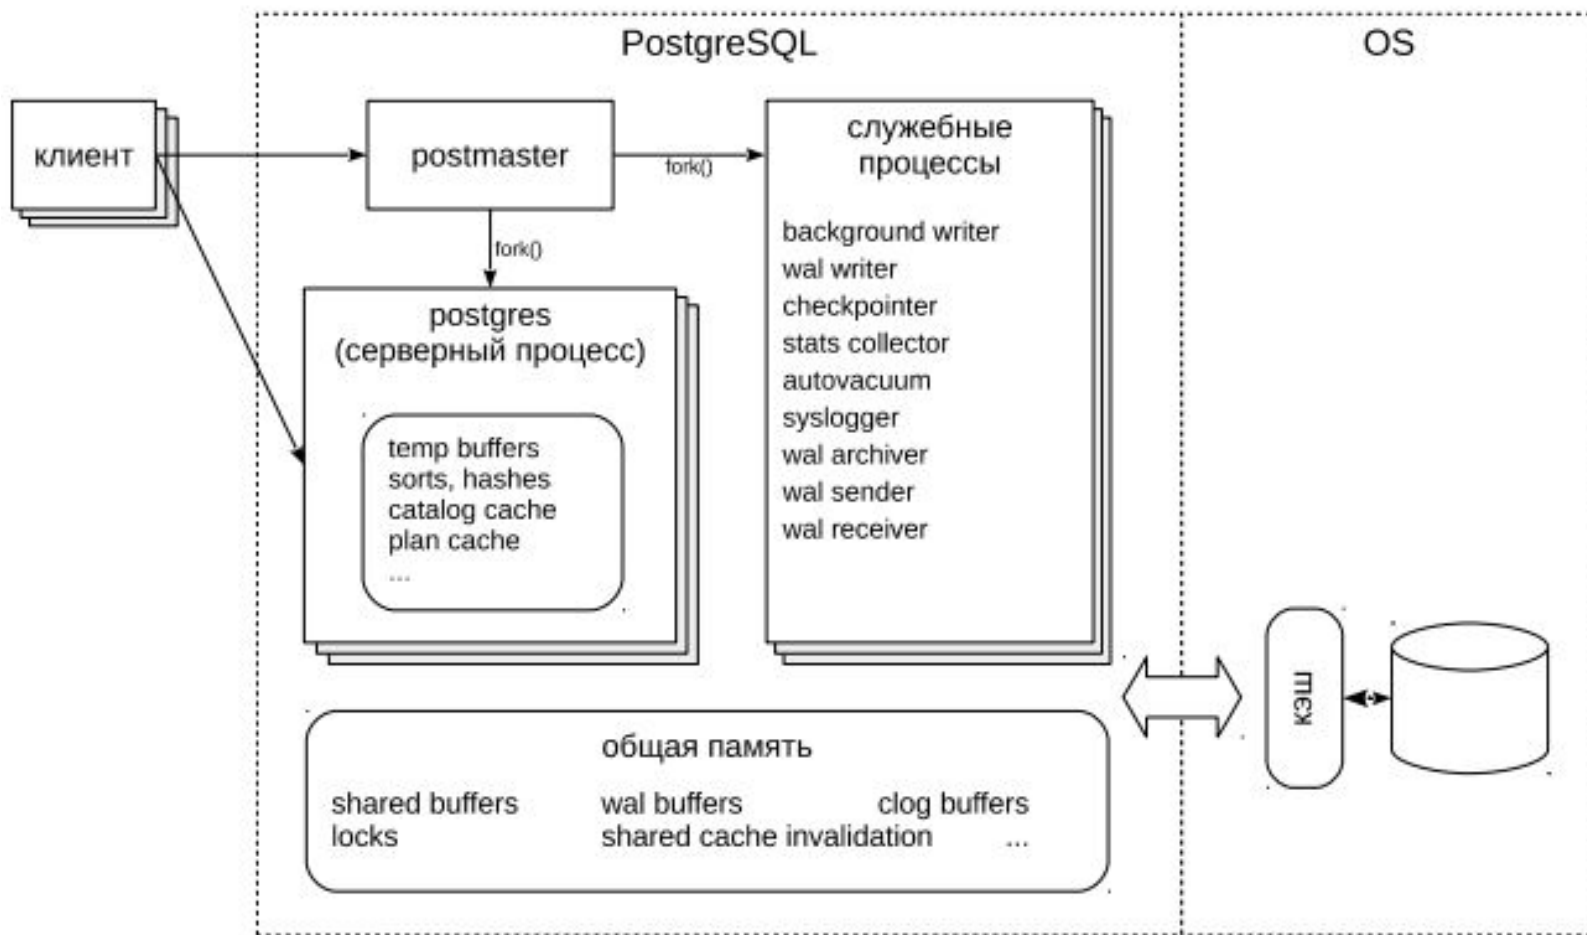 PostgreSQL
OS
клиент
postmaster
fork()
fork()
служебные
процессы
background writer
wal writer
checkpointer
stats collector
autovacuum
syslogger
wal archiver
wal sender
wal receiver
postgres
(серверный процесс)
temp buffers
sorts, hashes
catalog cache
plan cache
...
кэш
общая память
shared buffers
wal buffers
clog buffers
locks
shared cache invalidation
...